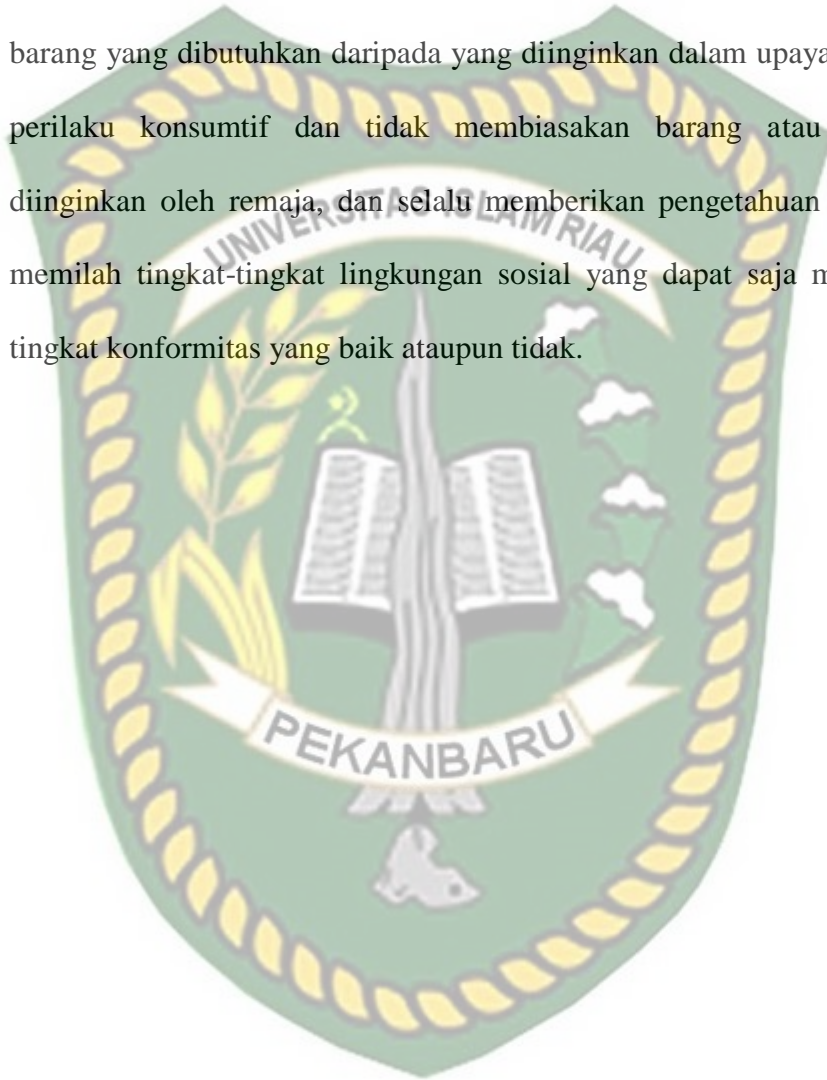 barang yang dibutuhkan daripada yang diinginkan dalam upaya
perilaku konsumtif dan tidak membiasakan barang atau
diinginkan oleh remaja, dan selalu memberikan pengetahuan
UNIVERSITAS ISLAM RIAU
memilah tingkat-tingkat lingkungan sosial yang dapat saja m
tingkat konformitas yang baik ataupun tidak.
PEKANBARU